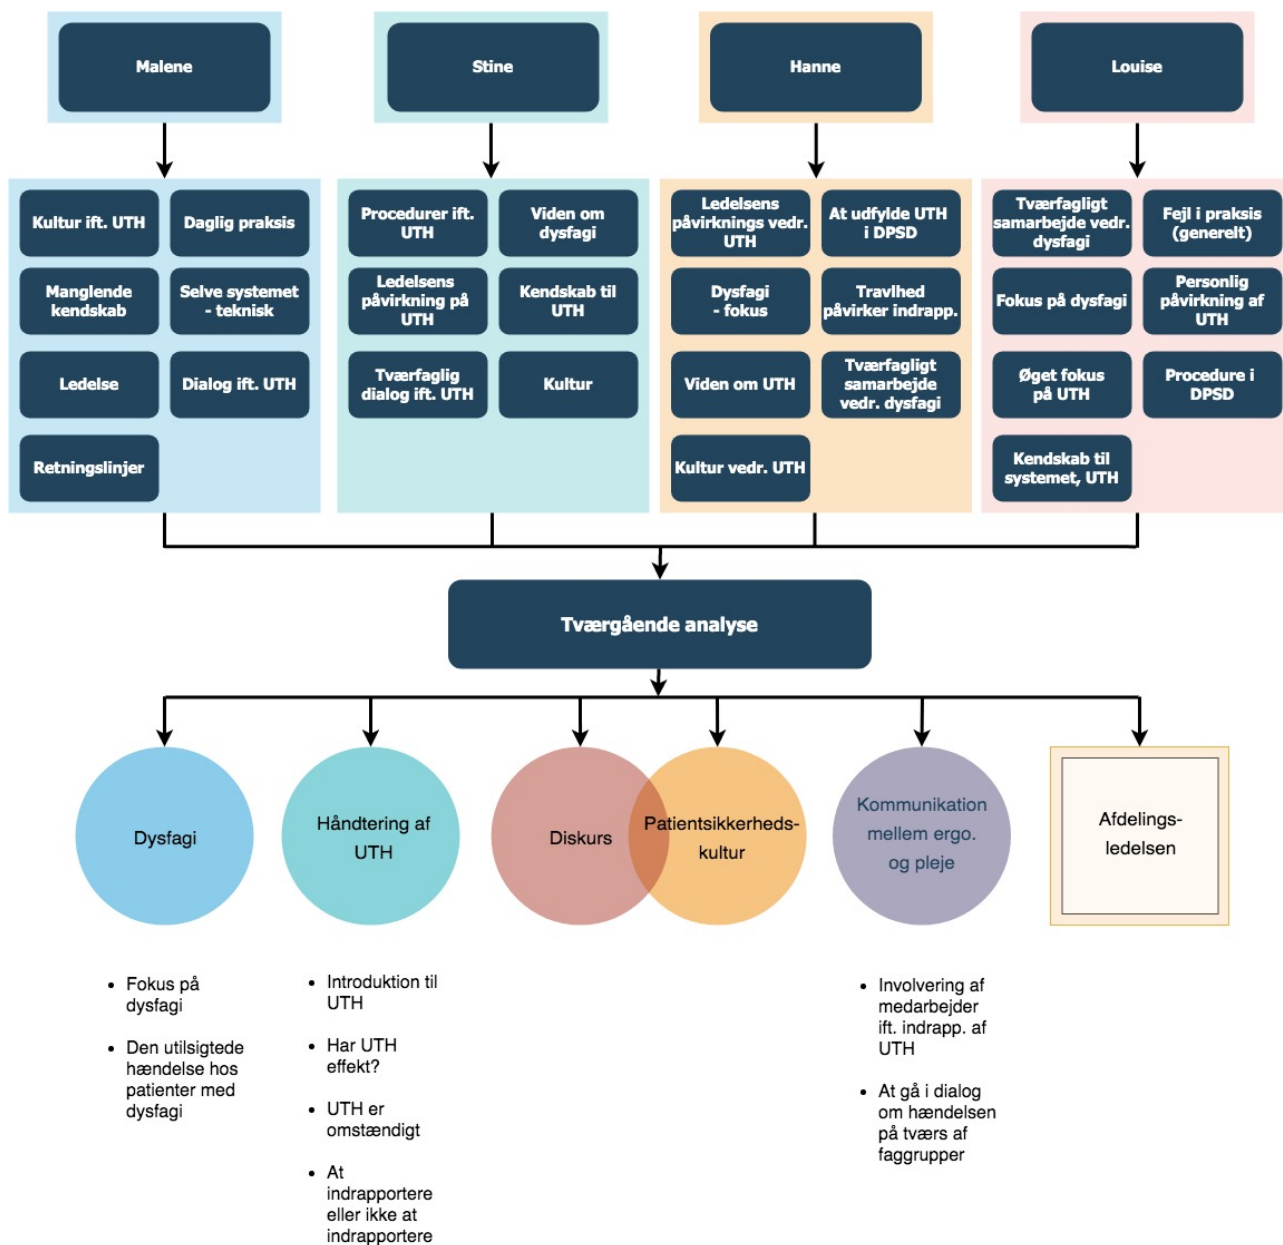 Malene
Stine
Hanne
Louise
Kultur ift. UTH
Daglig praksis
Manglende
kendskab
Selve systemet
- teknisk
Ledelse
Dialog ift. UTH
Retningslinjer
Procedurer ift.
UTH
Viden om
dysfagi
Ledelsens
påvirkning på
UTH
Kendskab til
UTH
Tværfaglig
dialog ift. UTH
Kultur
Ledelsens
påvirknings vedr.
UTH
At udfylde UTH
i DPSD
Dysfagi
- fokus
Travlhed
påvirker indrapp.
Viden om UTH
Tværfagligt
samarbejde
vedr. dysfagi
Kultur vedr. UTH
Tværfagligt
samarbejde vedr.
dysfagi
Fejl i praksis
(generelt)
Fokus på dysfagi
Personlig
påvirkning af
UTH
Øget fokus
på UTH
Procedure i
DPSD
Kendskab til
systemet, UTH
Tværgående analyse
Dysfagi
Håndtering af
UTH
Diskurs
Patientsikkerheds-
kultur
Kommunikation
mellem ergo.
og pleje
Afdelings-
ledelsen
• Fokus på
dysfagi
• Den utilsigtede
hændelse hos
patienter med
dysfagi
• Introduktion til
UTH
• Har UTH
effekt?
• UTH er
omstændigt
• At
indrapportere
eller ikke at
indrapportere
• Involvering af
medarbejder
ift. indrapp. af
UTH
• At gå i dialog
om hændelsen
på tværs af
faggrupper